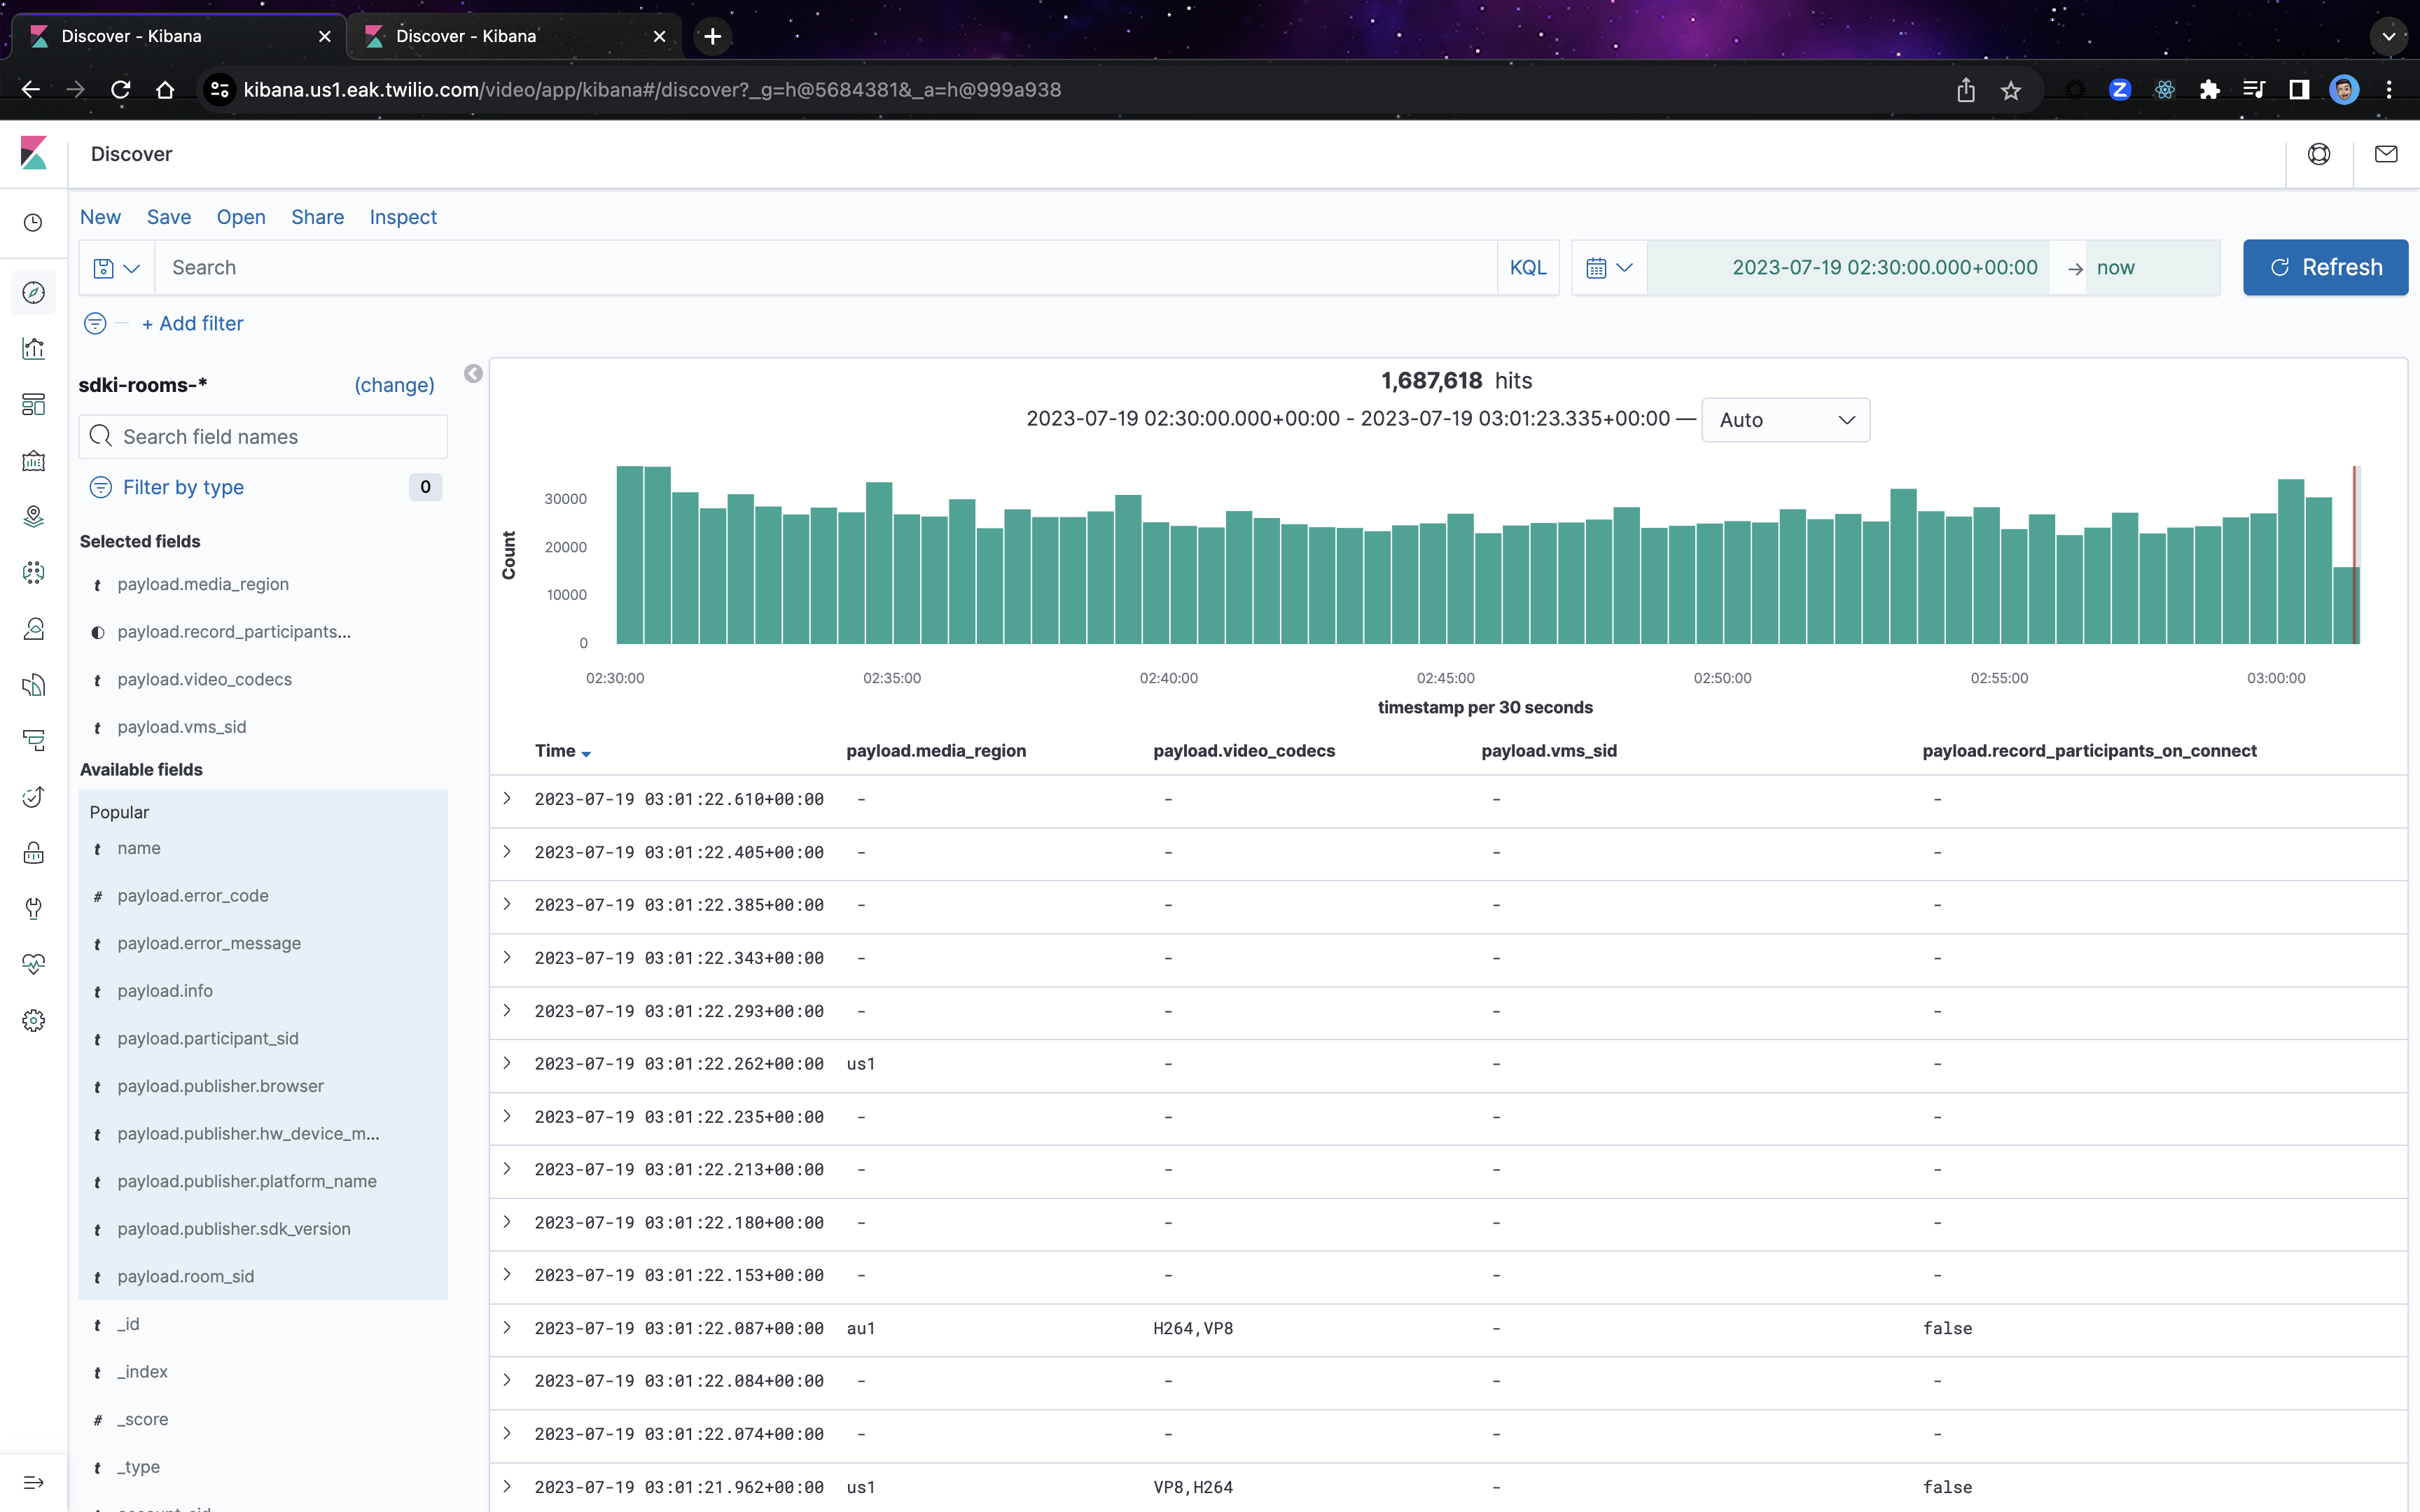 Discover - Kibana
Discover - Kibana
kibana.us1.eak.twilio.com/video/app/kibana#/discover?_g=h@5684381&_a=h@999a938
Discover
New Save Open Share Inspect
Search KQL 2023-07-19 02:30:00.000+00:00 → now Refresh
+ Add filter
sdki-rooms-* (change)
Search field names
Filter by type 0
Selected fields
t payload.media_region
payload.record_participants...
t payload.video_codecs
t payload.vms_sid
Available fields
Popular
t name
# payload.error_code
t payload.error_message
t payload.info
t payload.participant_sid
t payload.publisher.browser
t payload.publisher.hw_device_m...
t payload.publisher.platform_name
t payload.publisher.sdk_version
t payload.room_sid
t _id
t _index
# _score
t _type
1,687,618 hits
2023-07-19 02:30:00.000+00:00 - 2023-07-19 03:01:23.335+00:00 — Auto
Count
30000
20000
10000
0
02:30:00 02:35:00 02:40:00 02:45:00 02:50:00 02:55:00 03:00:00
timestamp per 30 seconds
Time payload.media_region payload.video_codecs payload.vms_sid payload.record_participants_on_connect
2023-07-19 03:01:22.610+00:00 - - - -
2023-07-19 03:01:22.405+00:00 - - - -
2023-07-19 03:01:22.385+00:00 - - - -
2023-07-19 03:01:22.343+00:00 - - - -
2023-07-19 03:01:22.293+00:00 - - - -
2023-07-19 03:01:22.262+00:00 us1 - - -
2023-07-19 03:01:22.235+00:00 - - - -
2023-07-19 03:01:22.213+00:00 - - - -
2023-07-19 03:01:22.180+00:00 - - - -
2023-07-19 03:01:22.153+00:00 - - - -
2023-07-19 03:01:22.087+00:00 au1 H264,VP8 - false
2023-07-19 03:01:22.084+00:00 - - - -
2023-07-19 03:01:22.074+00:00 - - - -
2023-07-19 03:01:21.962+00:00 us1 VP8,H264 - false